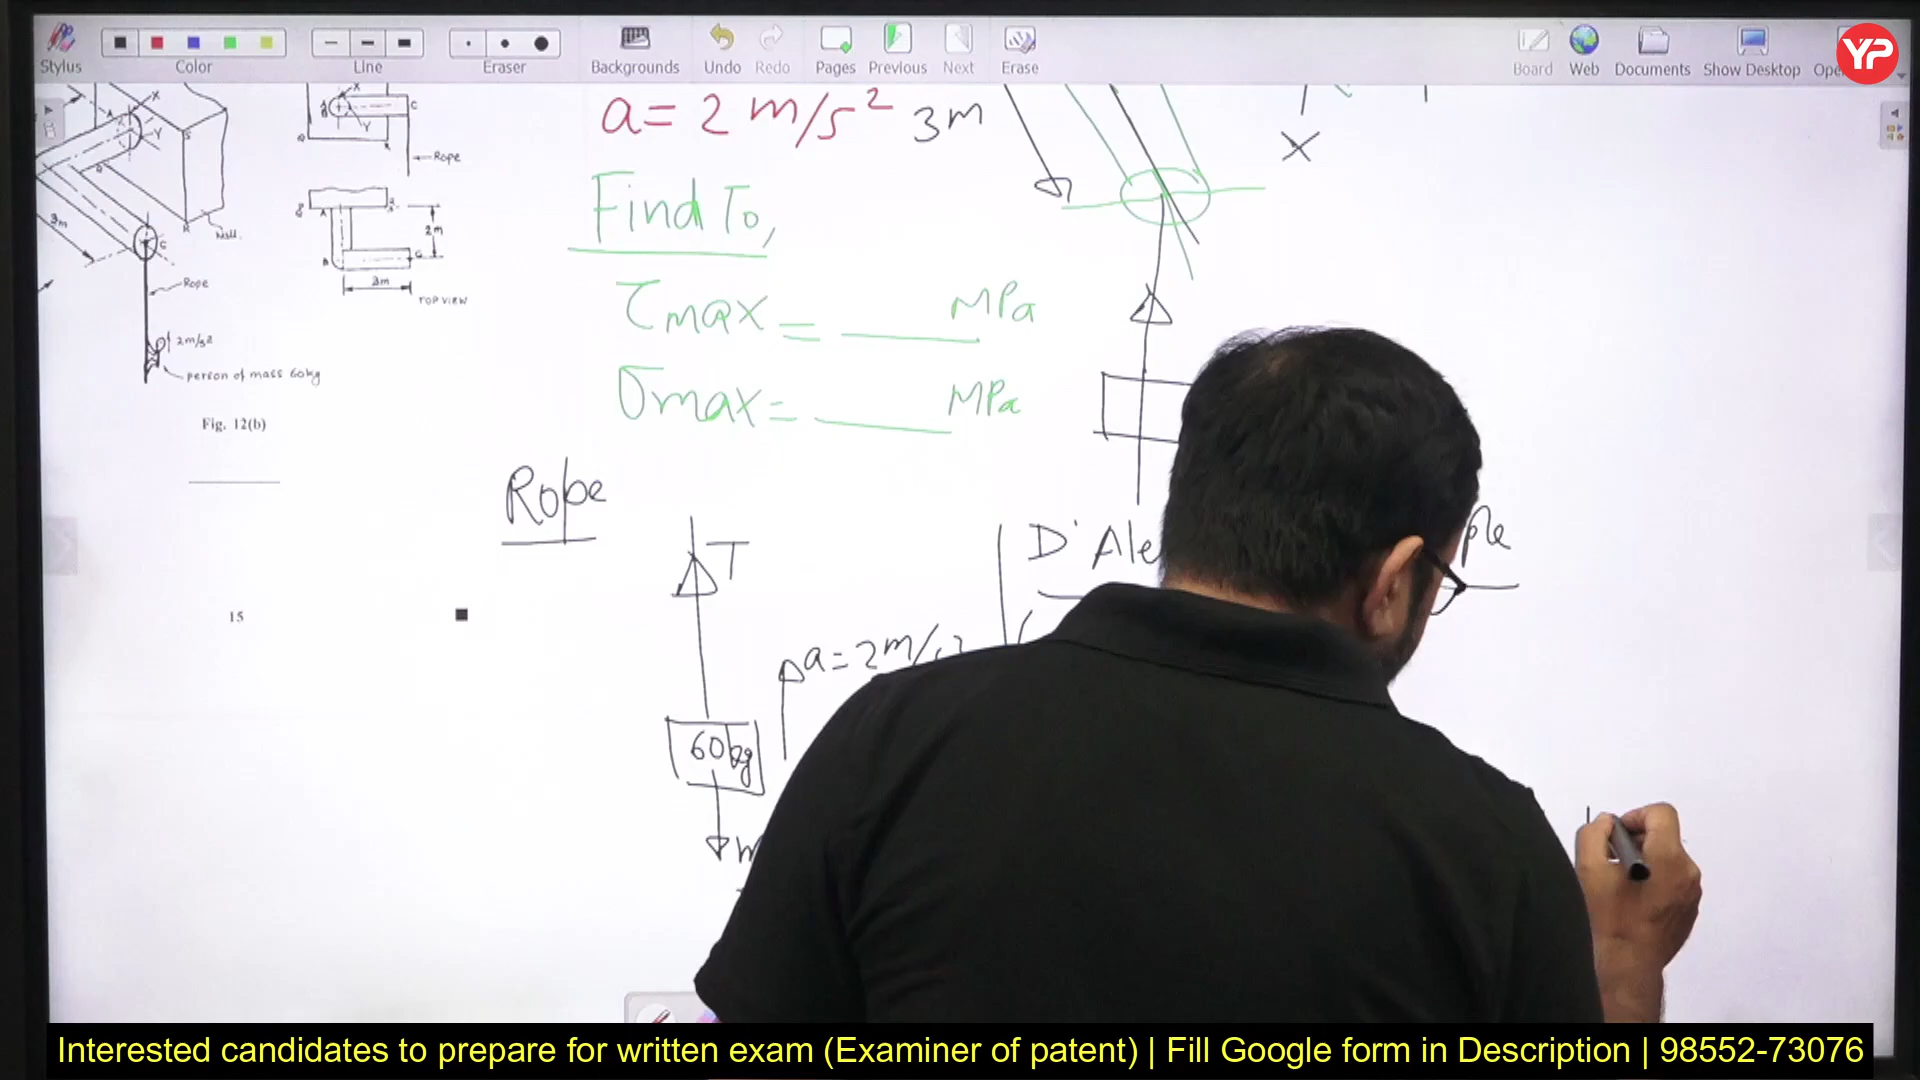 Stylus
Color
Line
Eraser
Backgrounds
Undo
Redo
Pages
Previous
Next
Erase
Board
Web
Documents
Show Desktop
YP
X
Y
A
S
3m
R
Wall
C
Rope
2m/s2
person of mass 60kg
Fig. 12(b)
X
Y
C
Rope
A
2m
C
3m
TOP VIEW
15
a = 2 m/s² 3m
Find To,
τmax = ____ MPa
σmax = ____ MPa
X
Rope
T
a = 2m/s2
60kg
m
D'Ale
ple
Interested candidates to prepare for written exam (Examiner of patent) | Fill Google form in Description | 98552-73076